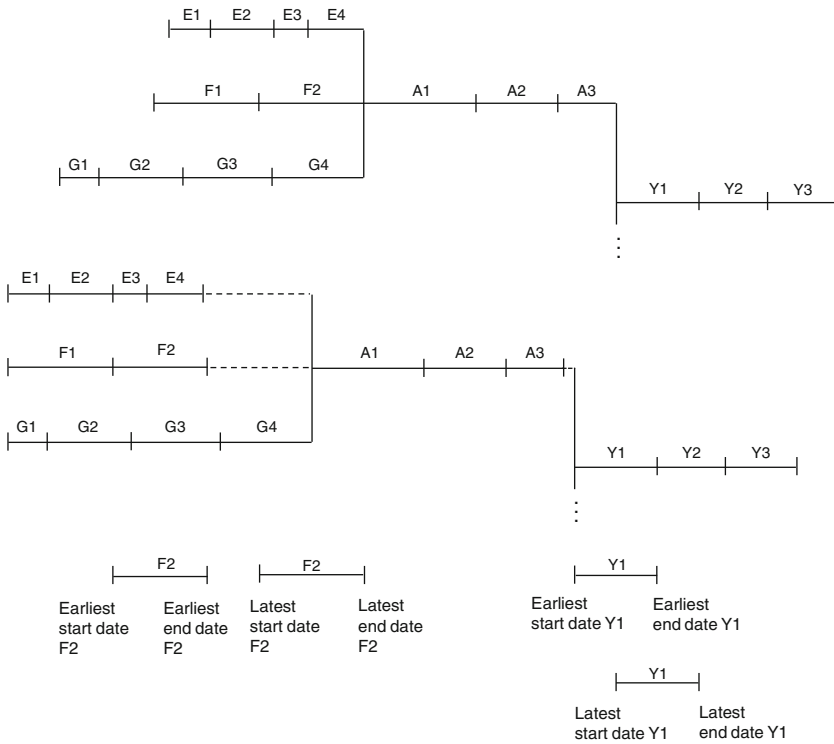 E1 E2 E3 E4
F1 F2 A1 A2 A3
G1 G2 G3 G4
Y1 Y2 Y3
E1 E2 E3 E4
F1 F2
A1 A2 A3
G1 G2 G3 G4
Y1 Y2 Y3
F2 F2 Y1
Earliest
start date
F2
Earliest
end date
F2
Latest
start date
F2
Latest
end date
F2
Earliest
start date Y1
Earliest
end date Y1
Y1
Latest
start date Y1
Latest
end date Y1